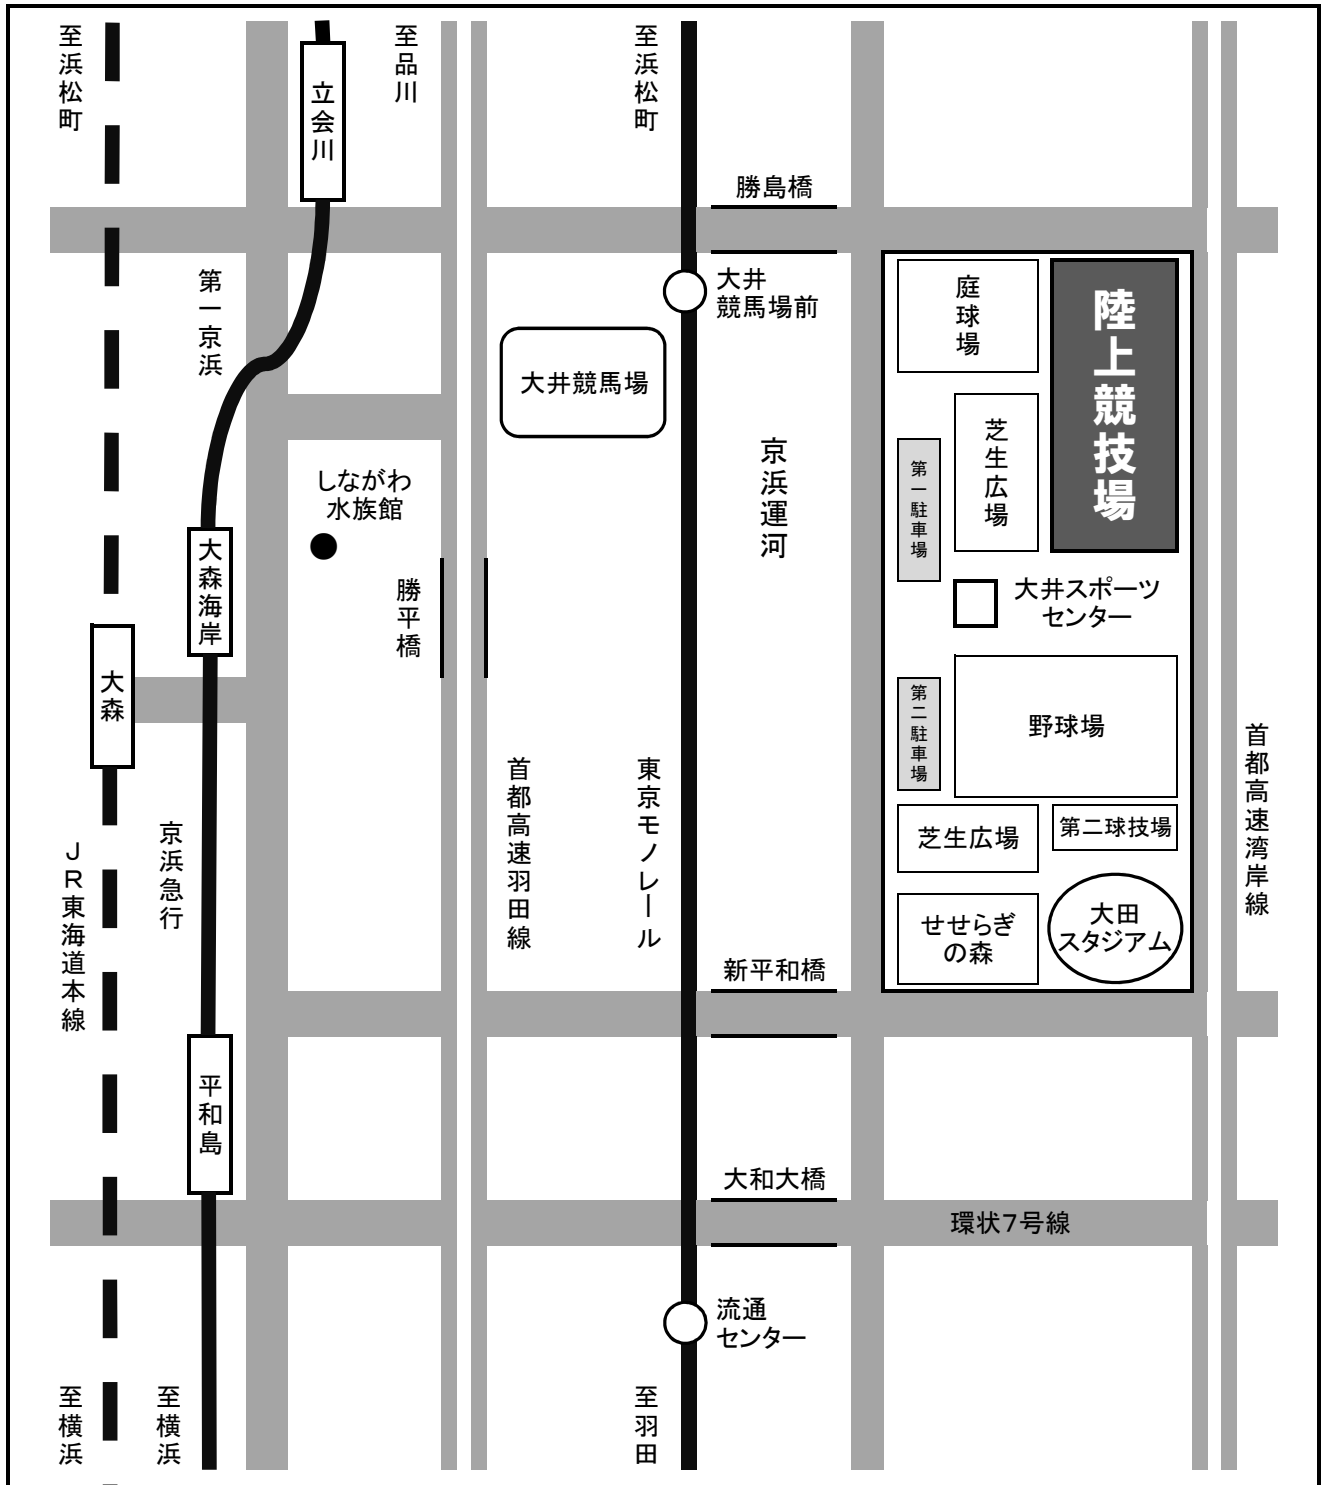 至浜松町
至品川
至浜松町
立会川
勝島橋
第一京浜
大井
競馬場前
庭球場
陸上競技場
大井競馬場
芝生広場
京浜運河
第一駐車場
しながわ
水族館
大森海岸
勝平橋
大井スポーツ
センター
大森
第二駐車場
野球場
首都高速湾岸線
首都高速羽田線
東京モノレール
京浜急行
JR東海道本線
芝生広場
第二球技場
せせらぎ
の森
大田
スタジアム
新平和橋
平和島
大和大橋
環状7号線
流通
センター
至横浜
至横浜
至羽田